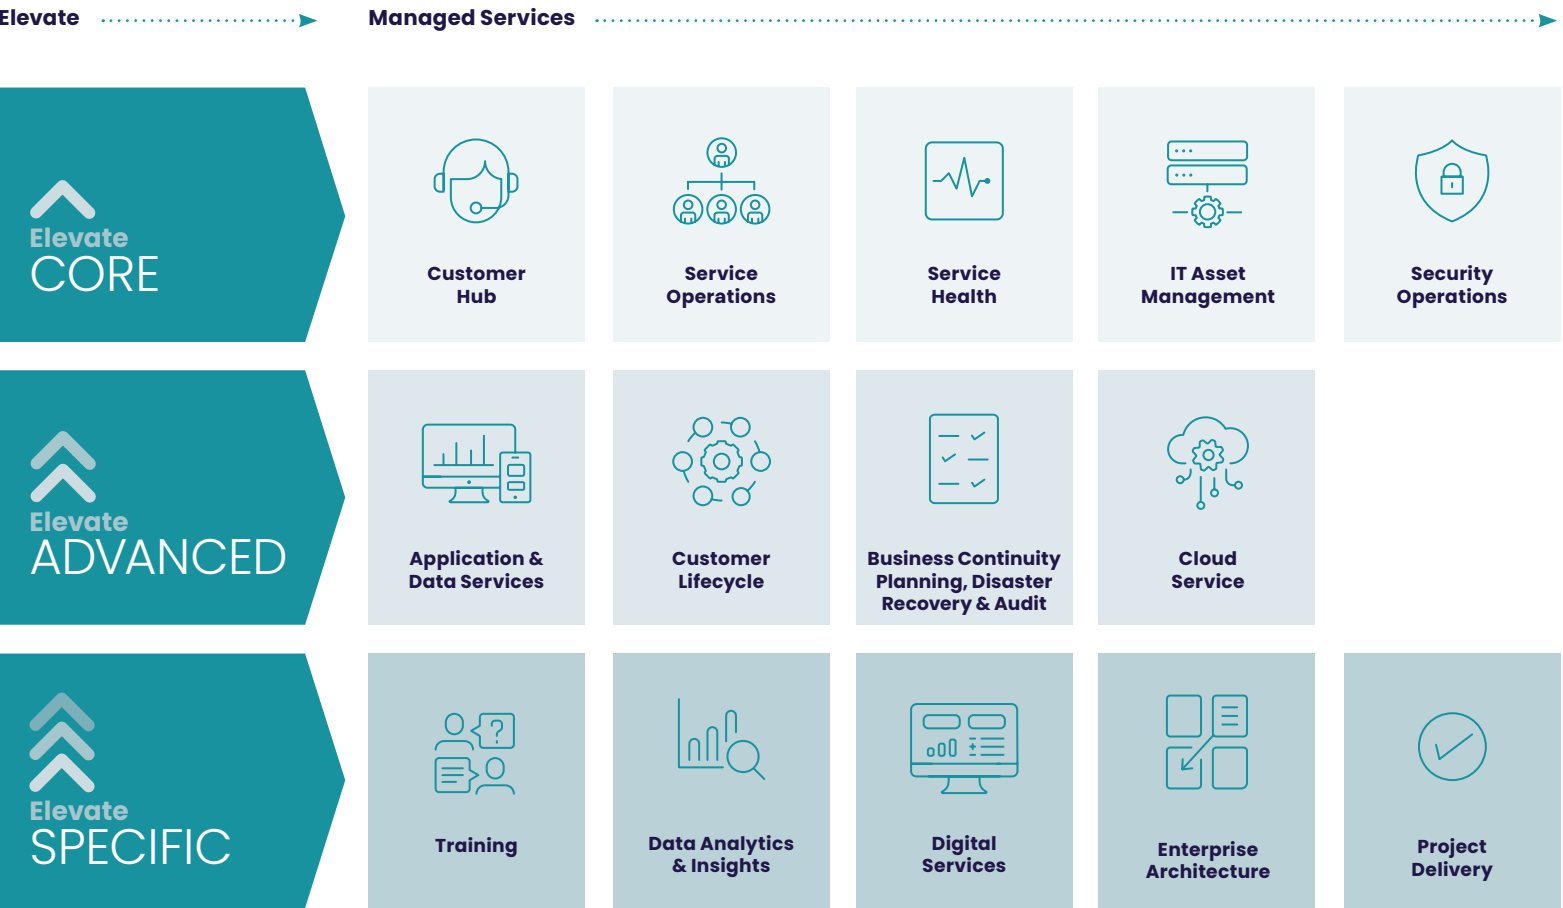 Elevate
Managed Services
Elevate
CORE
Customer
Hub
Service
Operations
Service
Health
IT Asset
Management
Security
Operations
Elevate
ADVANCED
Application &
Data Services
Customer
Lifecycle
Business Continuity
Planning, Disaster
Recovery & Audit
Cloud
Service
Elevate
SPECIFIC
?
Training
Data Analytics
& Insights
Digital
Services
Enterprise
Architecture
Project
Delivery